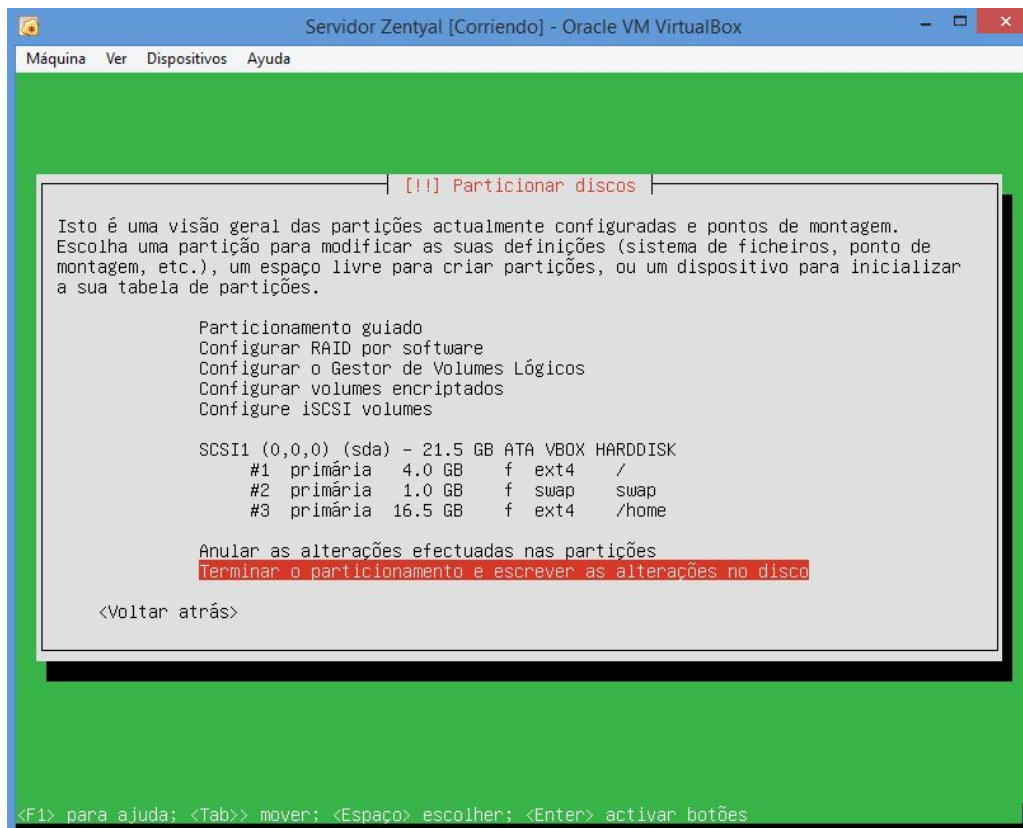 Servidor Zentyal [Corriendo] - Oracle VM VirtualBox
Máquina Ver Dispositivos Ayuda
[!!] Particionar discos
Isto é uma visão geral das partições actualmente configuradas e pontos de montagem.
Escolha uma partição para modificar as suas definições (sistema de ficheiros, ponto de
montagem, etc.), um espaço livre para criar partições, ou um dispositivo para inicializar
a sua tabela de partições.
Particionamento guiado
Configurar RAID por software
Configurar o Gestor de Volumes Lógicos
Configurar volumes encriptados
Configure iSCSI volumes
SCSI1 (0,0,0) (sda) - 21.5 GB ATA VBOX HARDDISK
#1 primária 4.0 GB f ext4 /
#2 primária 1.0 GB f swap swap
#3 primária 16.5 GB f ext4 /home
Anular as alterações efectuadas nas partições
Terminar o particionamento e escrever as alterações no disco
<Voltar atrás>
<F1> para ajuda; <Tab>> mover; <Espaço> escolher; <Enter> activar botões